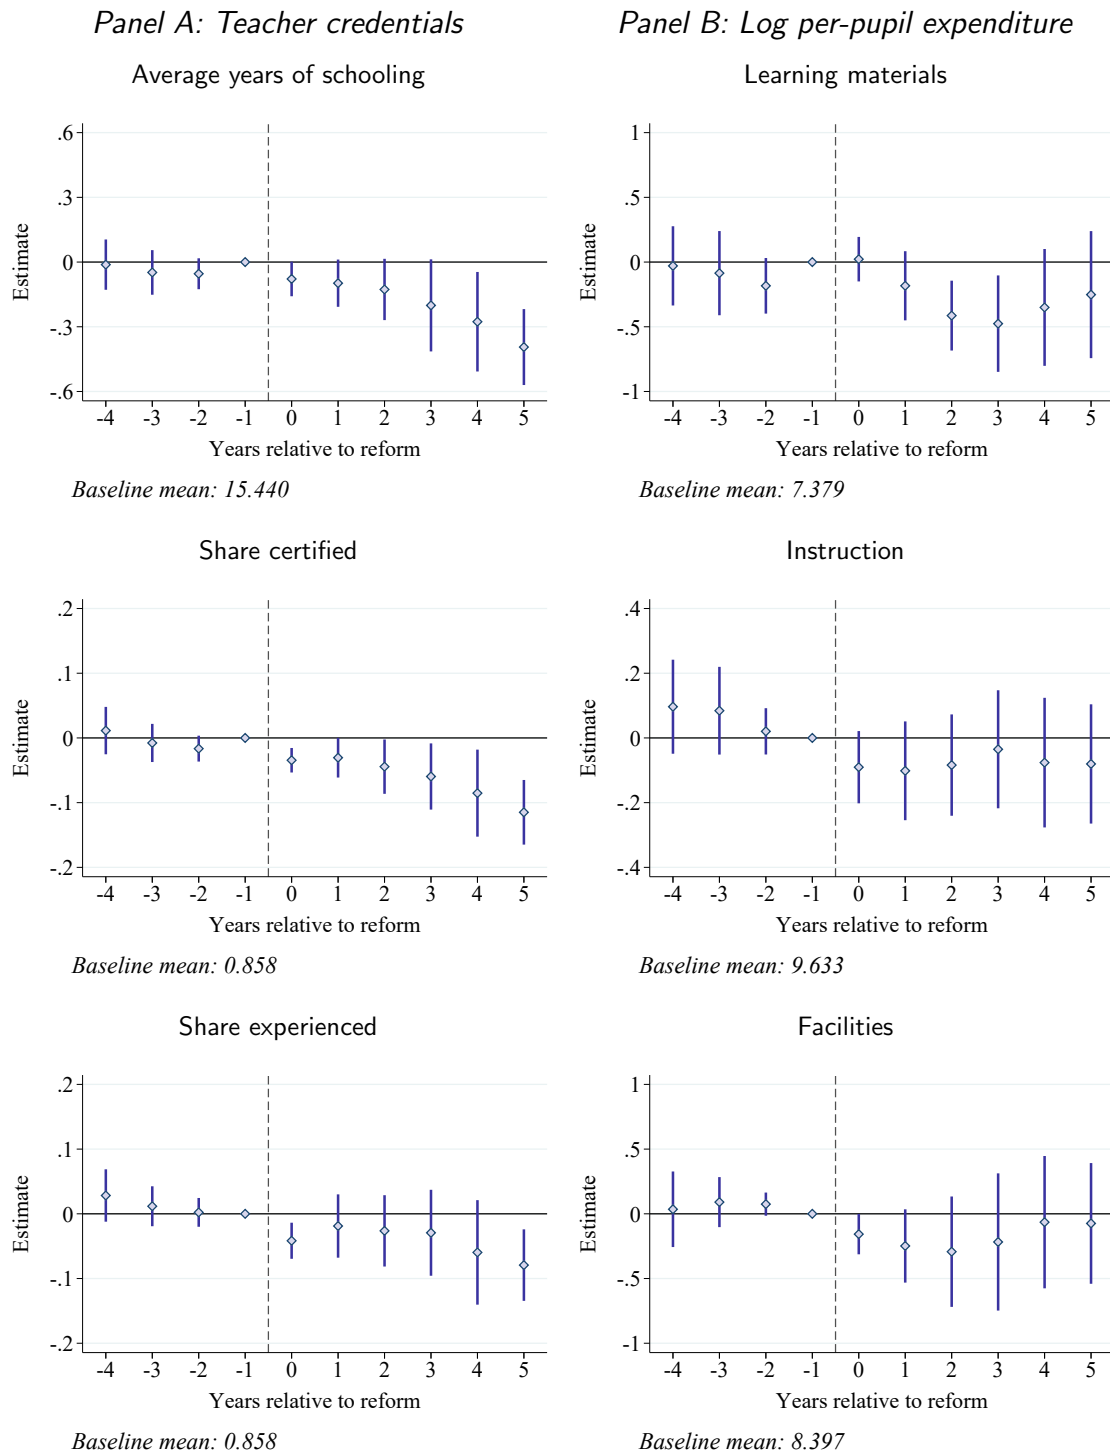 Panel A: Teacher credentials
Average years of schooling
.6
.3
0
-.3
-.6
Estimate
-4 -3 -2 -1 0 1 2 3 4 5
Years relative to reform
Baseline mean: 15.440
Share certified
.2
.1
0
-.1
-.2
Estimate
-4 -3 -2 -1 0 1 2 3 4 5
Years relative to reform
Baseline mean: 0.858
Share experienced
.2
.1
0
-.1
-.2
Estimate
-4 -3 -2 -1 0 1 2 3 4 5
Years relative to reform
Baseline mean: 0.858
Panel B: Log per-pupil expenditure
Learning materials
1
.5
0
-.5
-1
Estimate
-4 -3 -2 -1 0 1 2 3 4 5
Years relative to reform
Baseline mean: 7.379
Instruction
.4
.2
0
-.2
-.4
Estimate
-4 -3 -2 -1 0 1 2 3 4 5
Years relative to reform
Baseline mean: 9.633
Facilities
1
.5
0
-.5
-1
Estimate
-4 -3 -2 -1 0 1 2 3 4 5
Years relative to reform
Baseline mean: 8.397